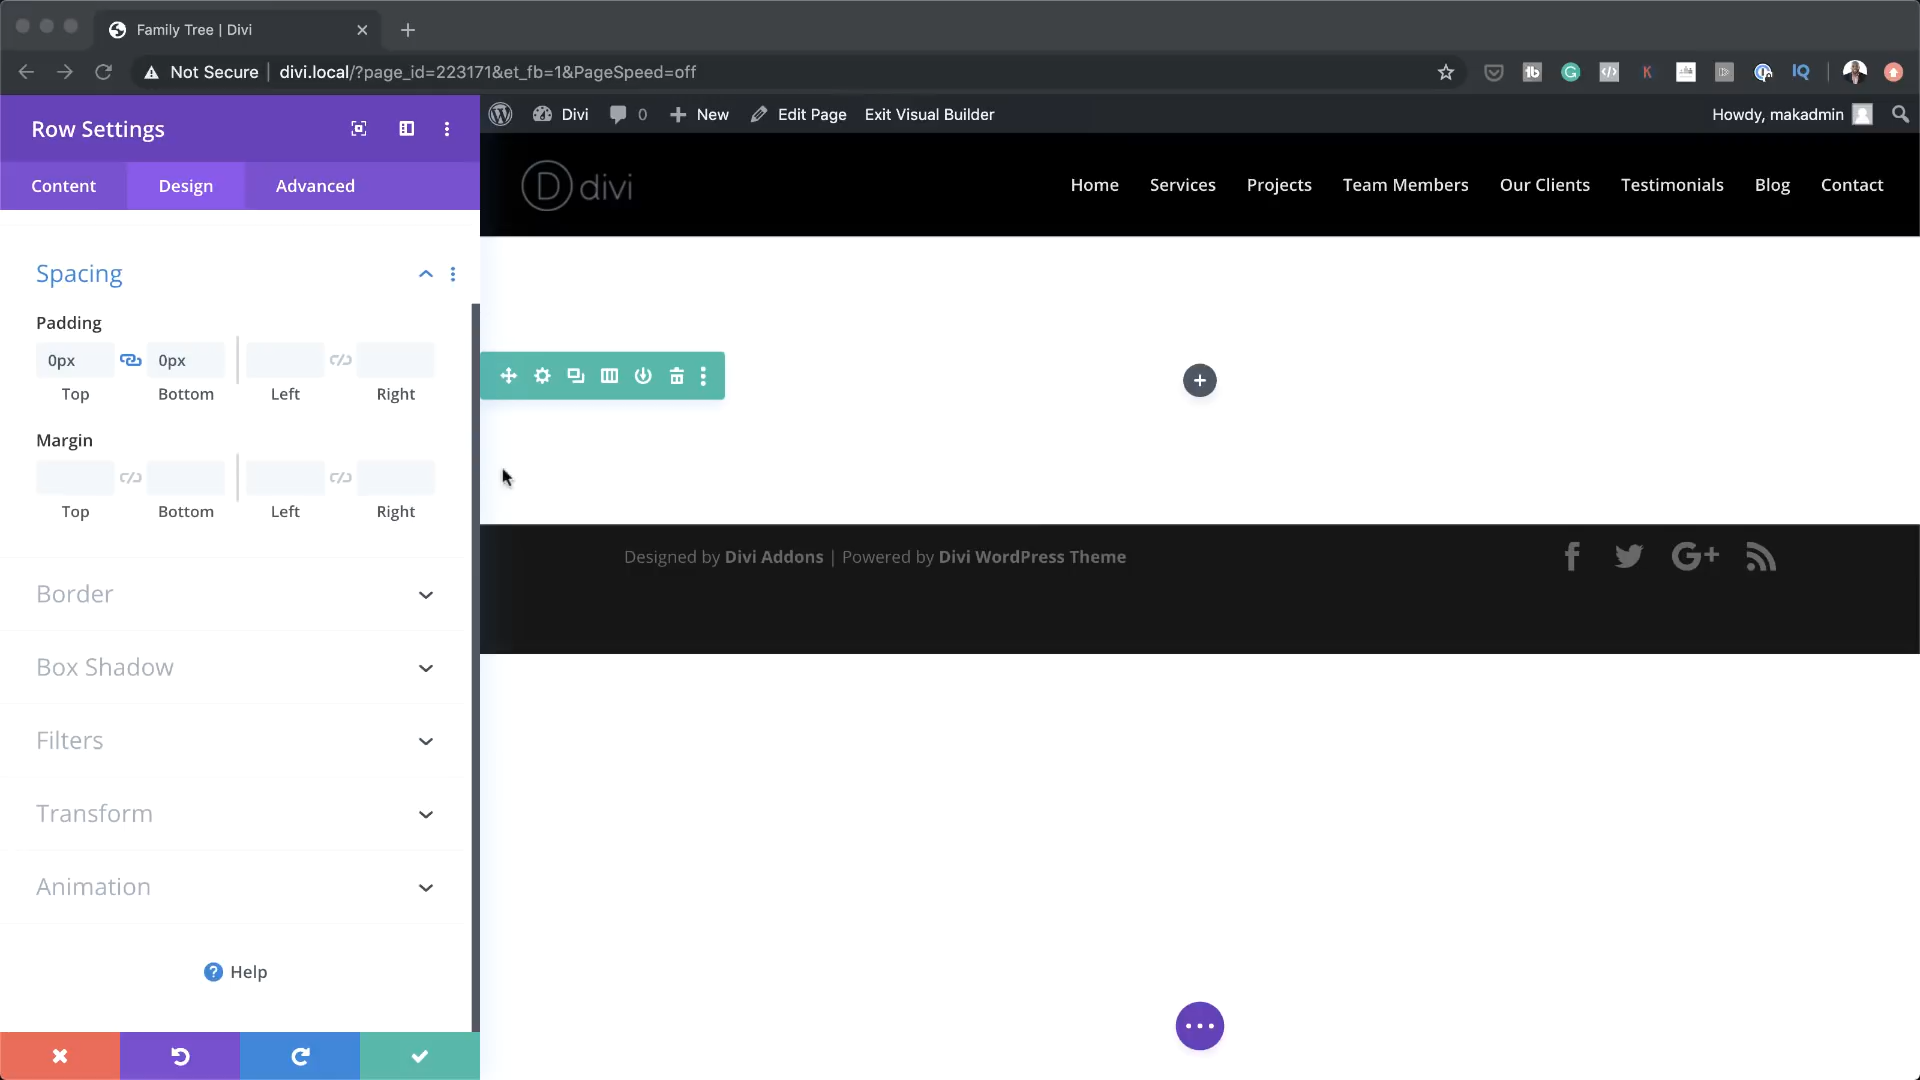 Family Tree | Divi
Not Secure | divi.local/?page_id=223171&et_fb=1&PageSpeed=off
Row Settings
Divi 0 New Edit Page Exit Visual Builder Howdy, makadmin
Content Design Advanced
divi Home Services Projects Team Members Our Clients Testimonials Blog Contact
Spacing
Padding
0px 0px
Top Bottom Left Right
Margin
Top Bottom Left Right
Designed by Divi Addons | Powered by Divi WordPress Theme
Border
Box Shadow
Filters
Transform
Animation
Help